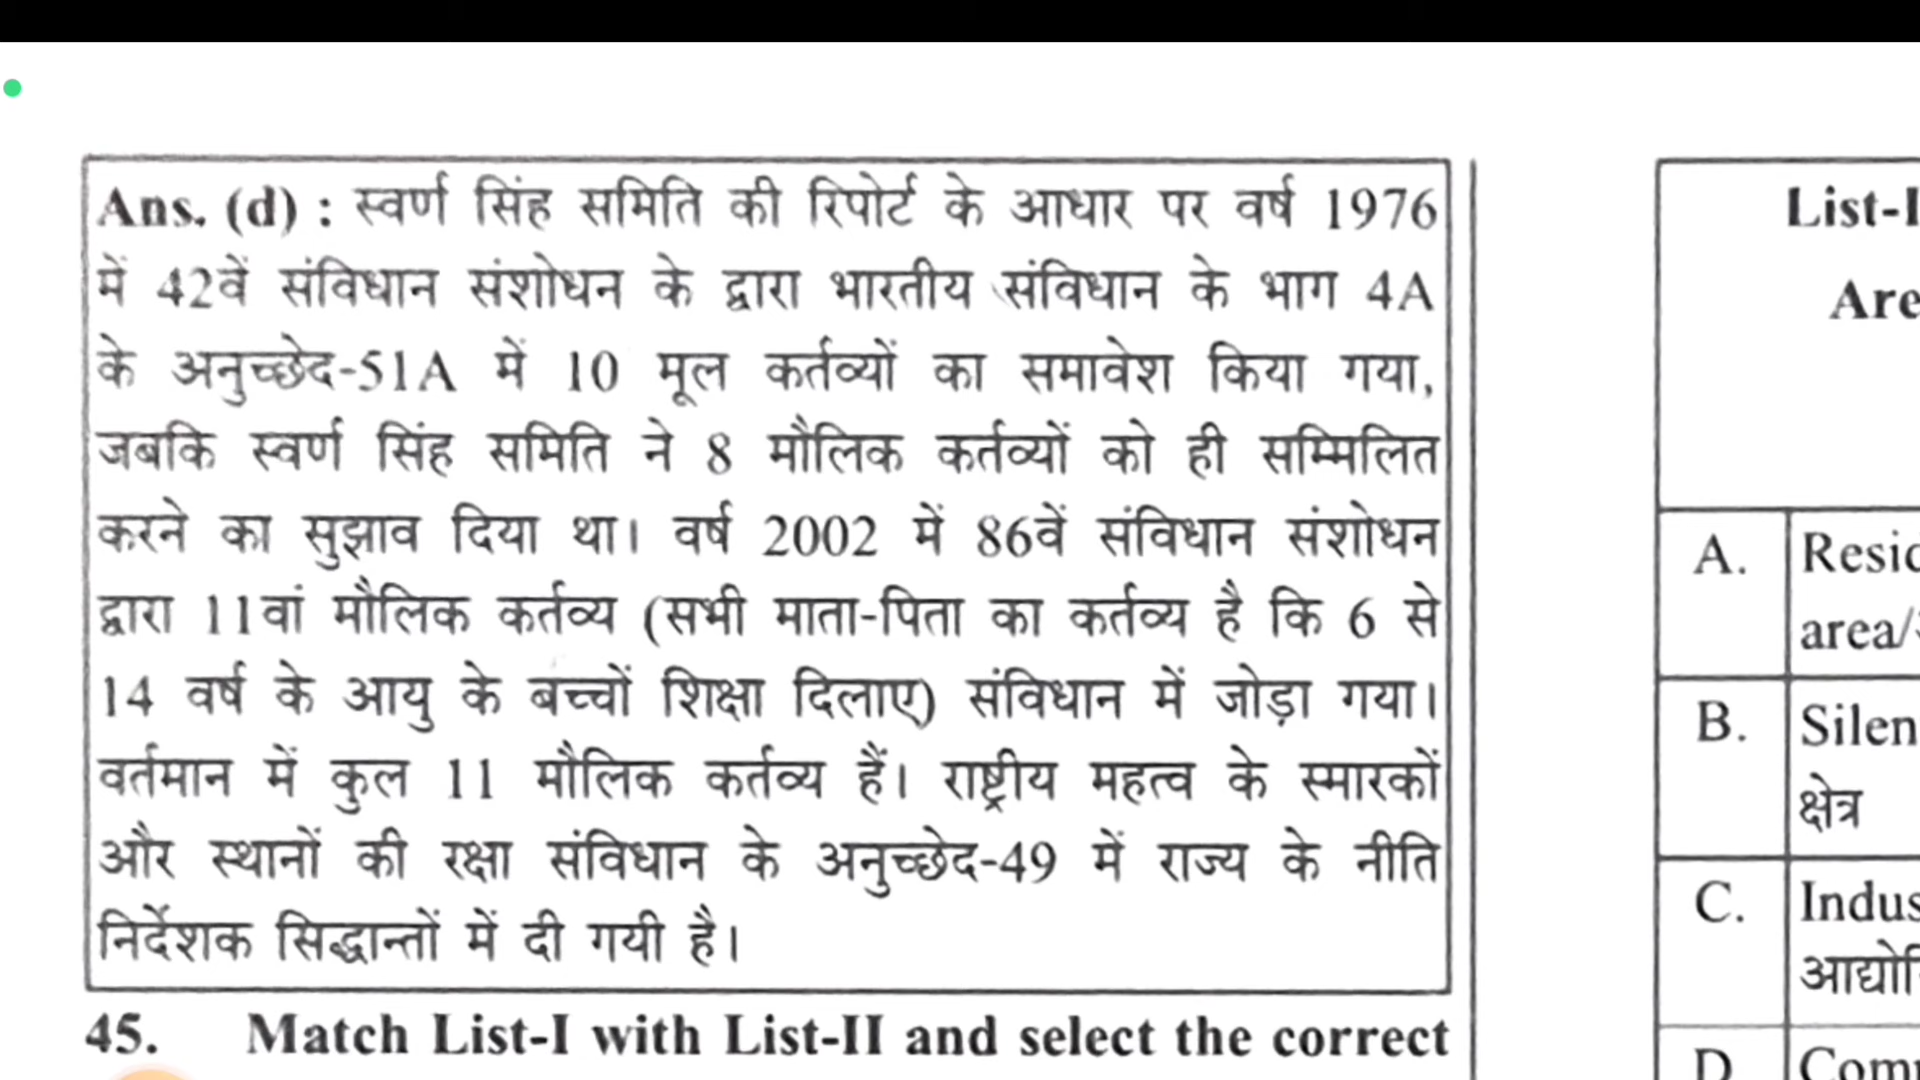 Ans. (d) : स्वर्ण सिंह समिति की रिपोर्ट के आधार पर वर्ष 1976
में 42वें संविधान संशोधन के द्वारा भारतीय संविधान के भाग 4A
के अनुच्छेद-51A में 10 मूल कर्तव्यों का समावेश किया गया,
जबकि स्वर्ण सिंह समिति ने 8 मौलिक कर्तव्यों को ही सम्मिलित
करने का सुझाव दिया था। वर्ष 2002 में 86वें संविधान संशोधन
द्वारा 11वां मौलिक कर्तव्य (सभी माता-पिता का कर्तव्य है कि 6 से
14 वर्ष के आयु के बच्चों शिक्षा दिलाए) संविधान में जोड़ा गया।
वर्तमान में कुल 11 मौलिक कर्तव्य हैं। राष्ट्रीय महत्व के स्मारकों
और स्थानों की रक्षा संविधान के अनुच्छेद-49 में राज्य के नीति
निर्देशक सिद्धान्तों में दी गयी है।
45. Match List-I with List-II and select the correct
List-I
A.
area/
B.
क्षेत्र
C.
D.